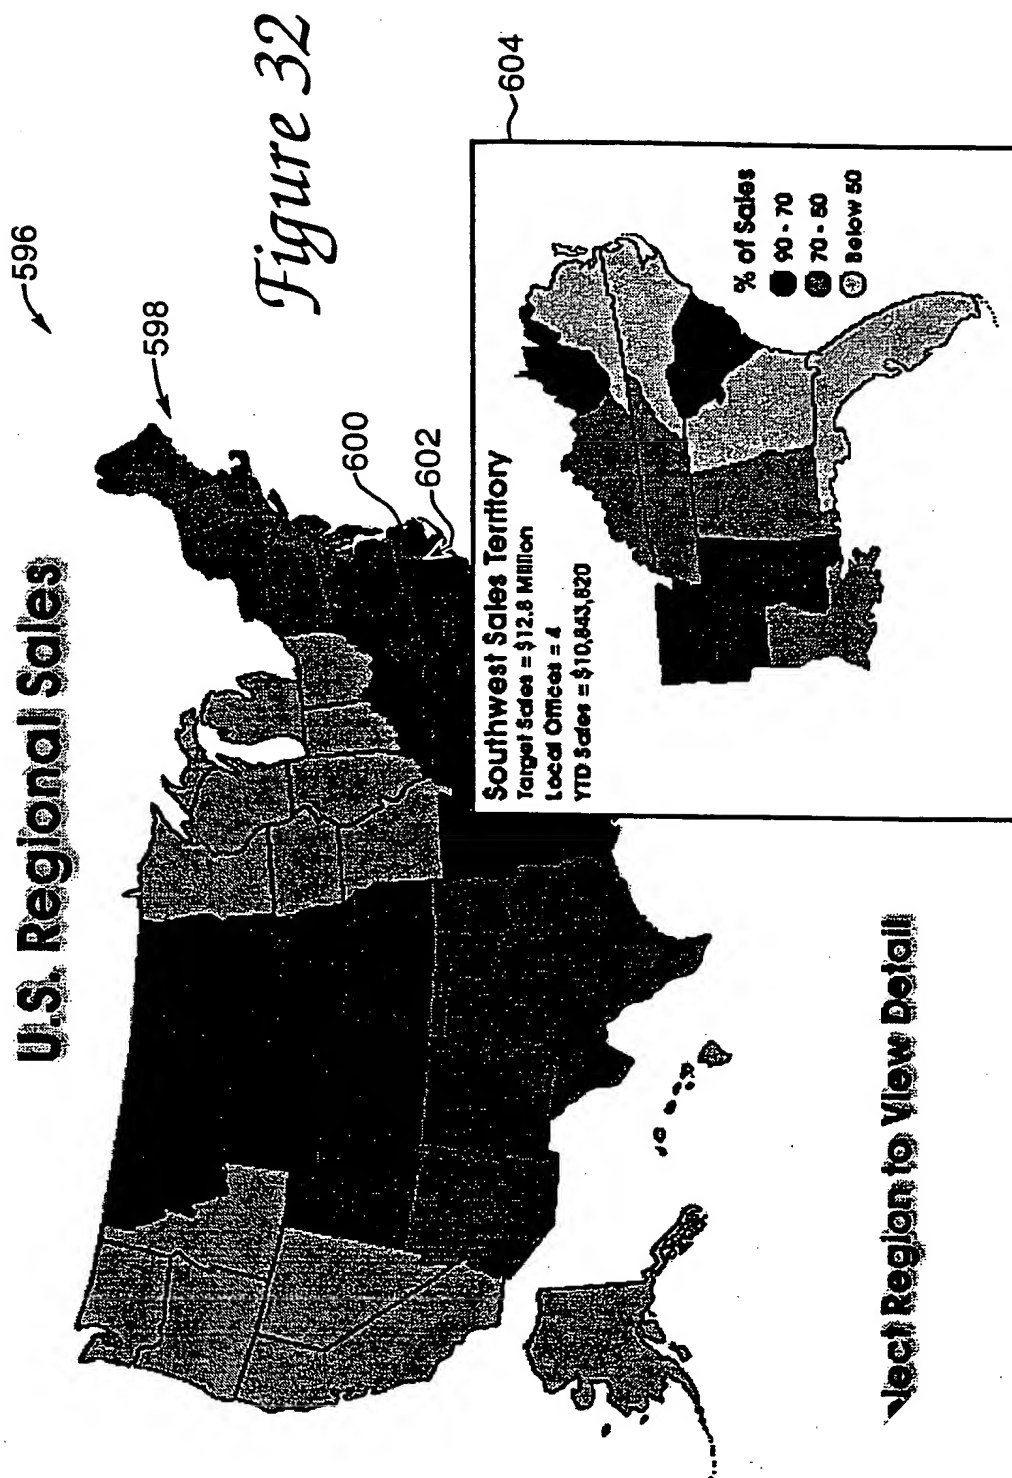 596
U.S. Regional Sales
598
Figure 32
600
602
604
Southwest Sales Territory
Target Sales = $12.8 Million
Local Offices = 4
YTD Sales = $10,843,820
% of Sales
90 - 70
70 - 50
Below 50
lect Region to View Detail